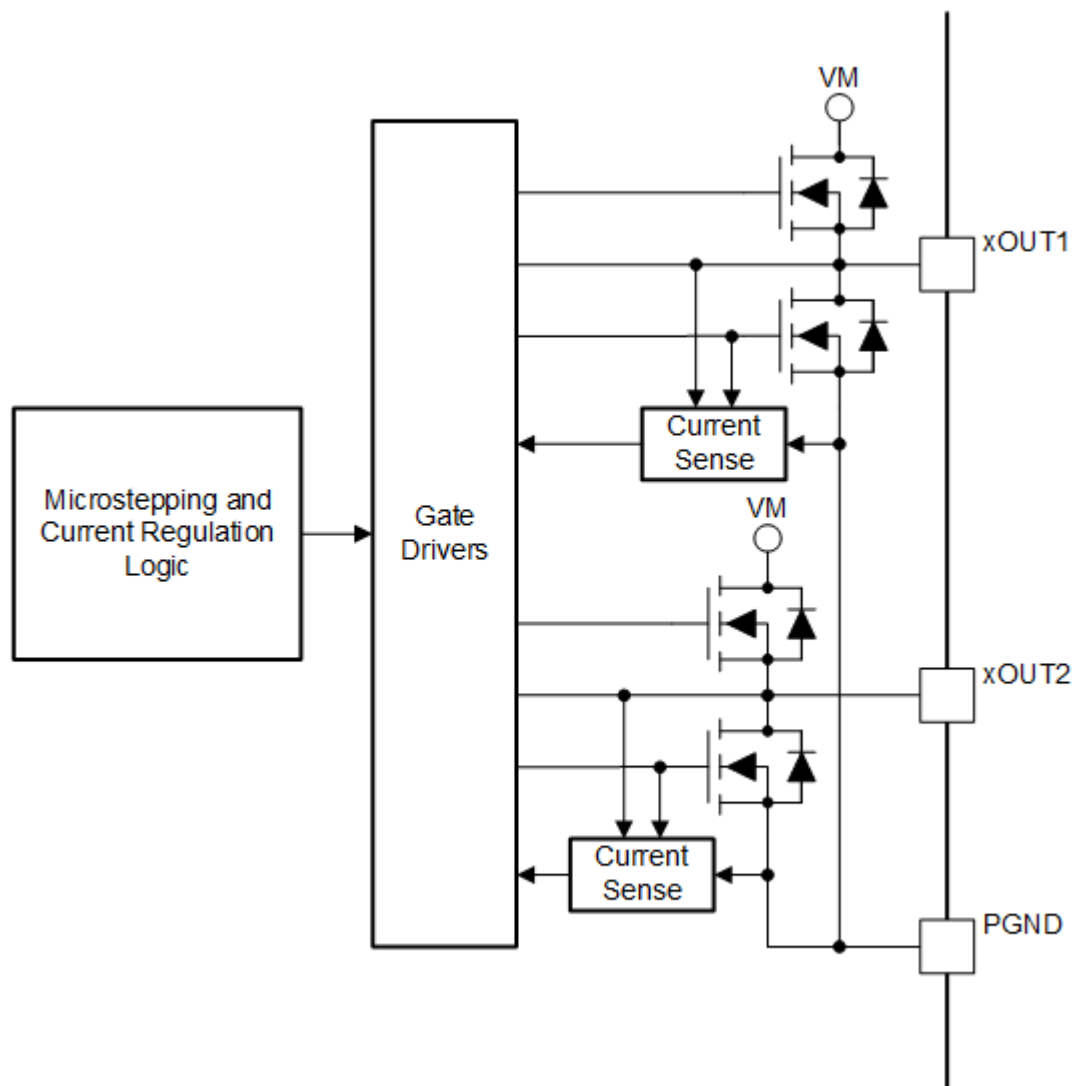 VM
xOUT1
Current
Sense
Microstepping and
Current Regulation
Logic
Gate
Drivers
VM
xOUT2
Current
Sense
PGND